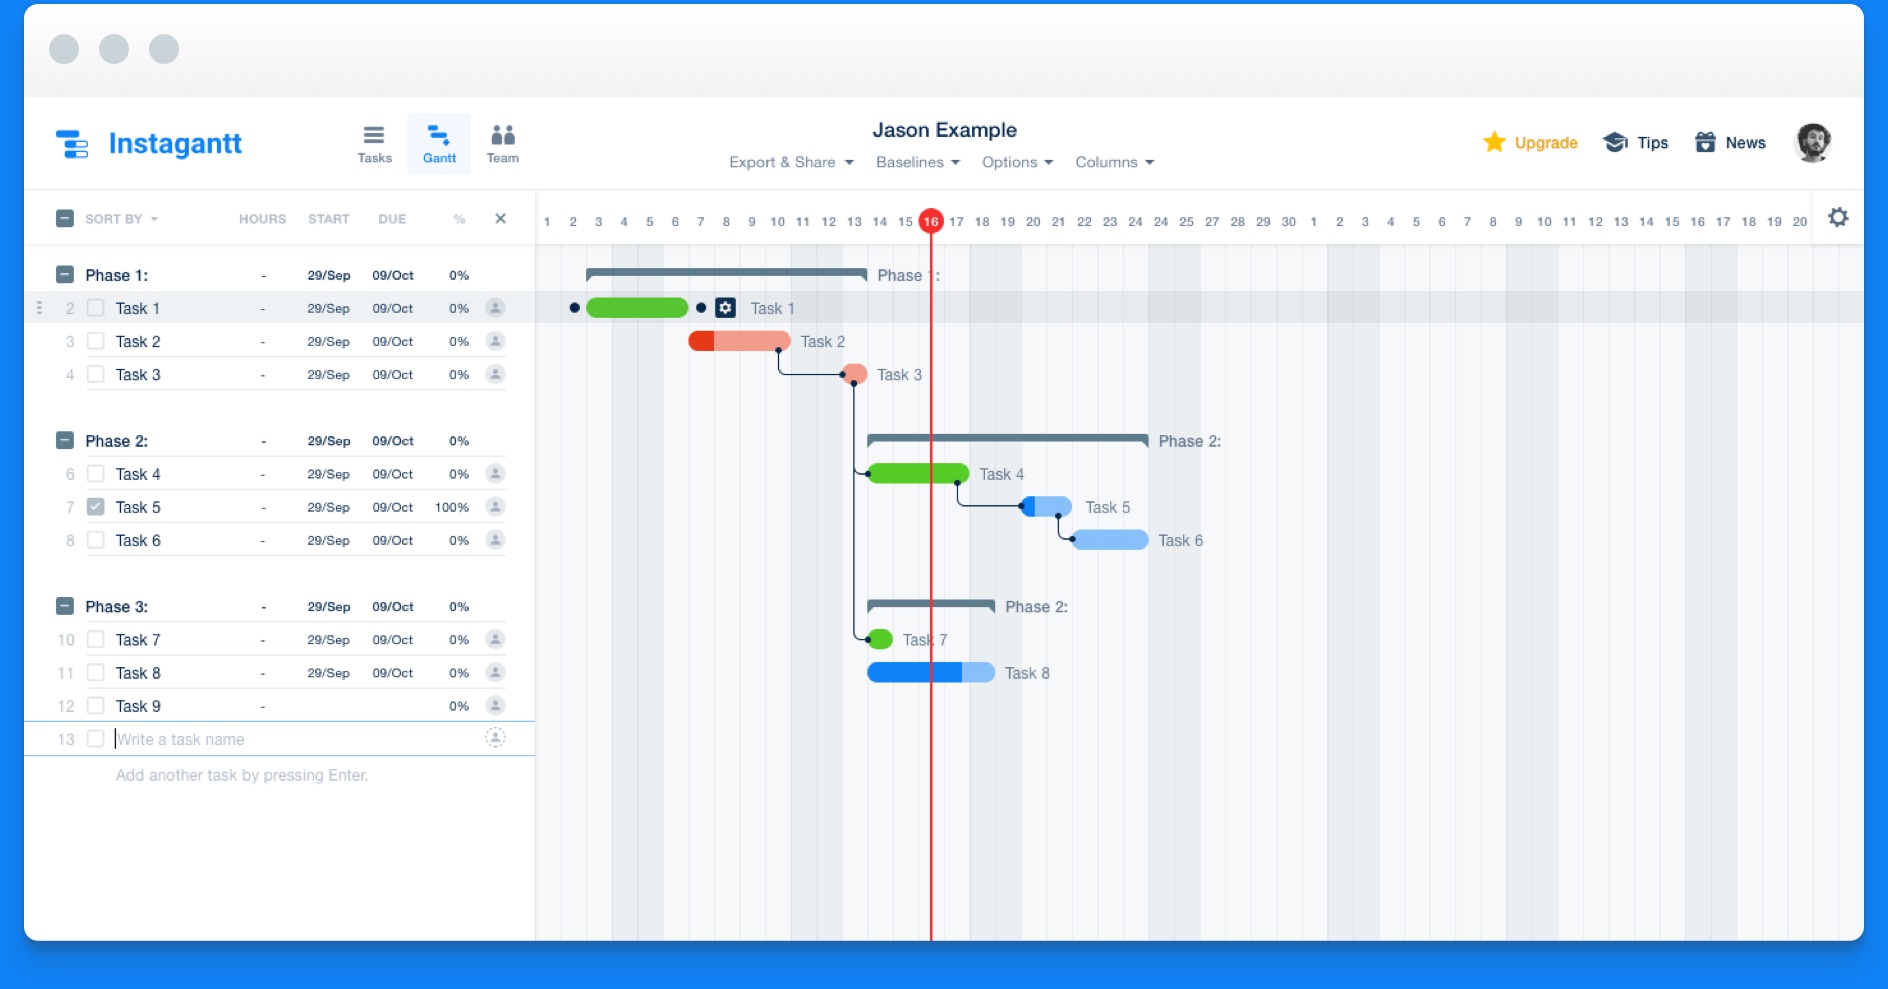 Instagantt
Tasks Gantt Team
Jason Example
Export & Share Baselines Options Columns
Upgrade Tips News
SORT BY HOURS START DUE %
1 2 3 4 5 6 7 8 9 10 11 12 13 14 15 16 17 18 19 20 21 22 23 24 24 25 27 28 29 30 1 2 3 4 5 6 7 8 9 10 11 12 13 14 15 16 17 18 19 20
Phase 1: - 29/Sep 09/Oct 0% Phase 1:
2 Task 1 - 29/Sep 09/Oct 0% Task 1
3 Task 2 - 29/Sep 09/Oct 0% Task 2
4 Task 3 - 29/Sep 09/Oct 0% Task 3
Phase 2: - 29/Sep 09/Oct 0% Phase 2:
6 Task 4 - 29/Sep 09/Oct 0% Task 4
7 Task 5 - 29/Sep 09/Oct 100% Task 5
8 Task 6 - 29/Sep 09/Oct 0% Task 6
Phase 3: - 29/Sep 09/Oct 0% Phase 2:
10 Task 7 - 29/Sep 09/Oct 0% Task 7
11 Task 8 - 29/Sep 09/Oct 0% Task 8
12 Task 9 - 0%
13 Write a task name
Add another task by pressing Enter.